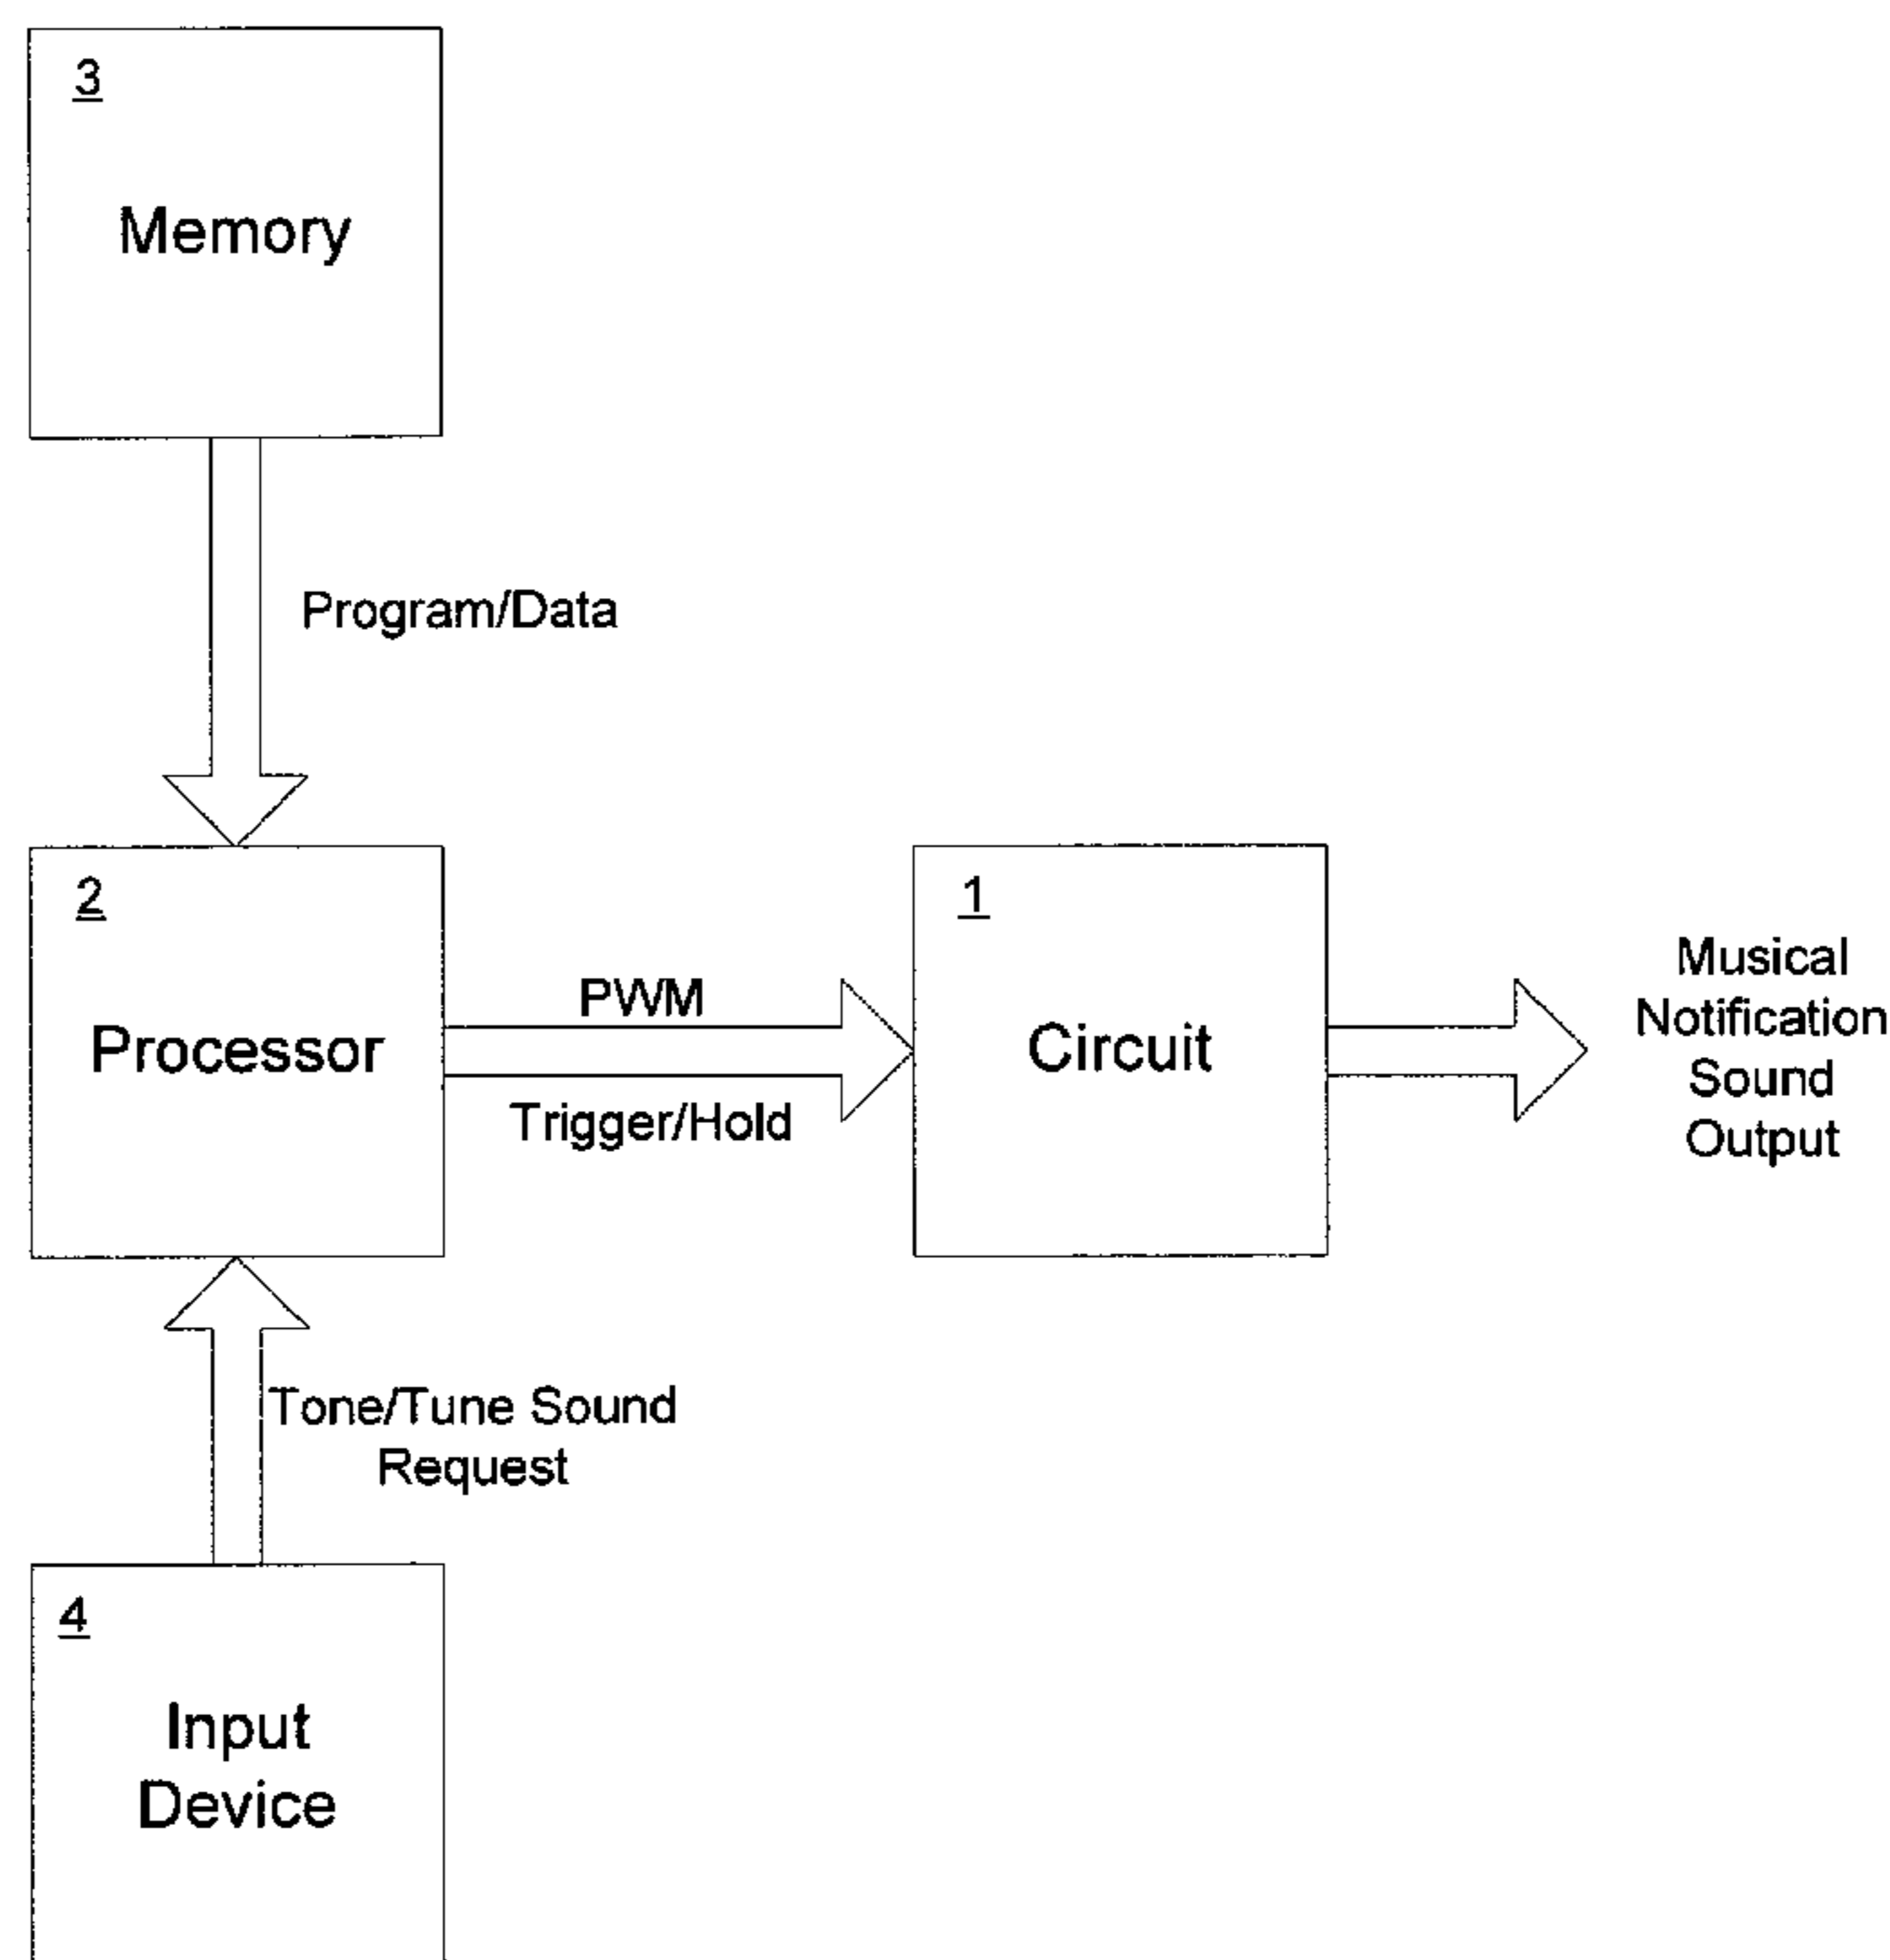 3
Memory
Program/Data
2
Processor
PWM
Trigger/Hold
1
Circuit
Musical
Notification
Sound
Output
Tone/Tune Sound
Request
4
Input
Device